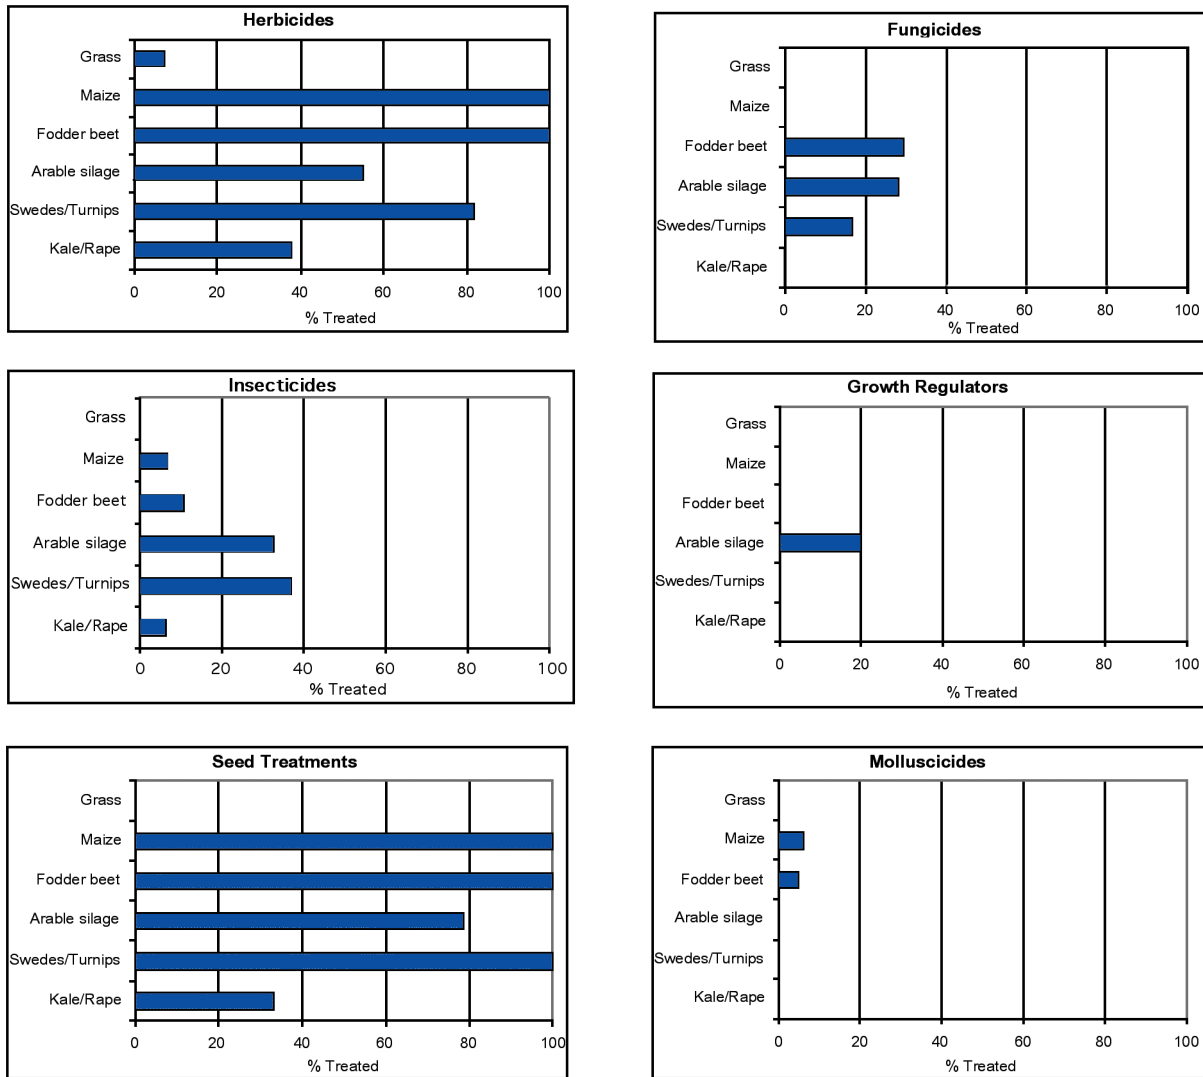 Herbicides
Grass
Maize
Fodder beet
Arable silage
Swedes/Turnips
Kale/Rape
0 20 40 60 80 100
% Treated
Fungicides
Grass
Maize
Fodder beet
Arable silage
Swedes/Turnips
Kale/Rape
0 20 40 60 80 100
% Treated
Insecticides
Grass
Maize
Fodder beet
Arable silage
Swedes/Turnips
Kale/Rape
0 20 40 60 80 100
% Treated
Growth Regulators
Grass
Maize
Fodder beet
Arable silage
Swedes/Turnips
Kale/Rape
0 20 40 60 80 100
% Treated
Seed Treatments
Grass
Maize
Fodder beet
Arable silage
Swedes/Turnips
Kale/Rape
0 20 40 60 80 100
% Treated
Molluscicides
Grass
Maize
Fodder beet
Arable silage
Swedes/Turnips
Kale/Rape
0 20 40 60 80 100
% Treated